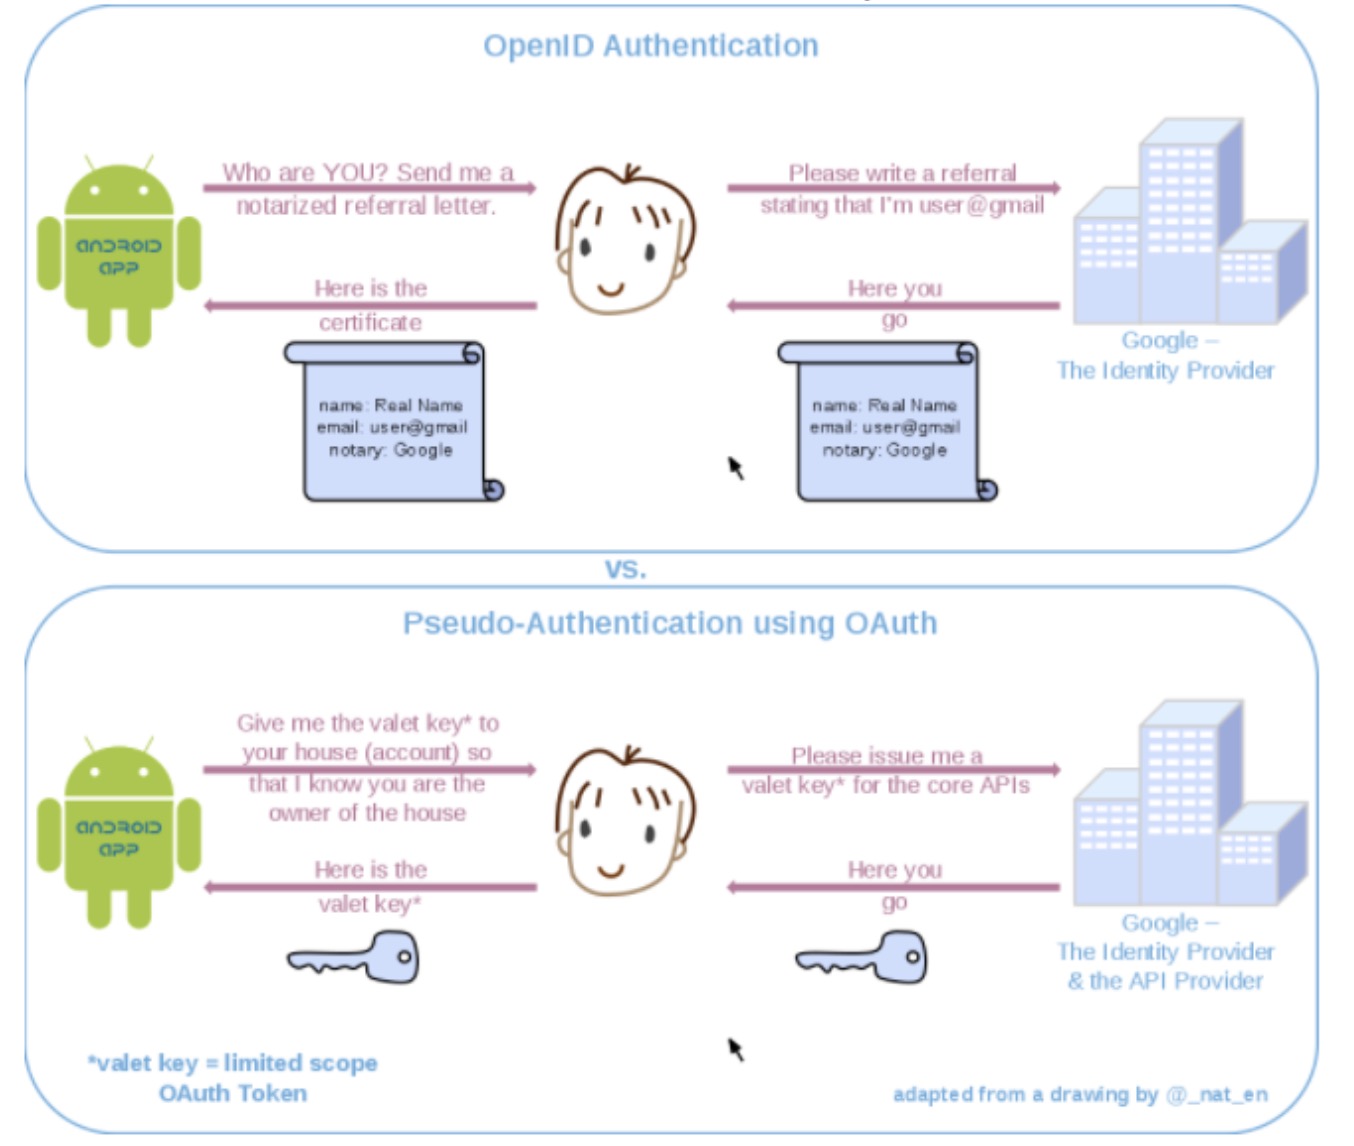 OpenID Authentication
Who are YOU? Send me a
notarized referral letter.
Please write a referral
stating that I'm user@gmail
ANDROID
APP
Here is the
certificate
Here you
go
name: Real Name
email: user@gmail
notary: Google
name: Real Name
email: user@gmail
notary: Google
Google –
The Identity Provider
vs.
Pseudo-Authentication using OAuth
Give me the valet key* to
your house (account) so
that I know you are the
owner of the house
Please issue me a
valet key* for the core APIs
ANDROID
APP
Here is the
valet key*
Here you
go
Google –
The Identity Provider
& the API Provider
*valet key = limited scope
OAuth Token
adapted from a drawing by @_nat_en